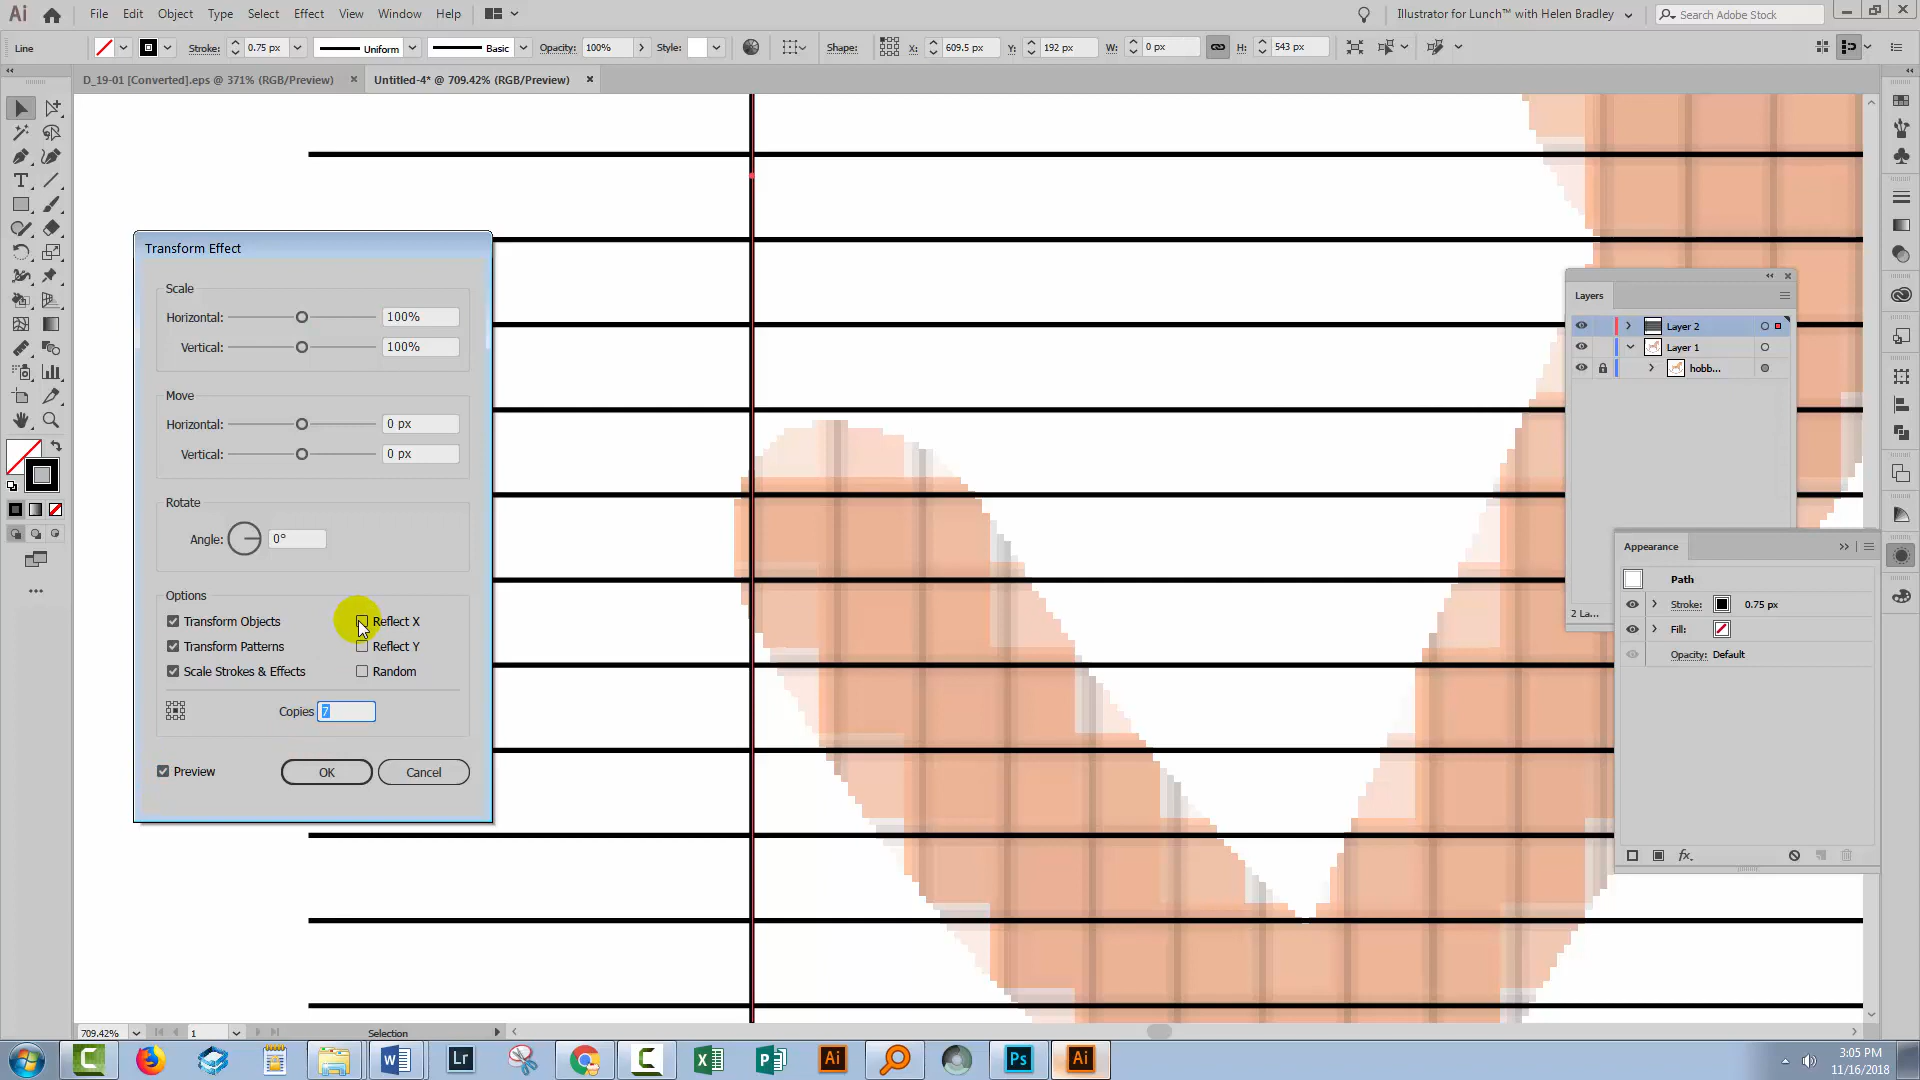 Ai File Edit Object Type Select Effect View Window Help Illustrator for Lunch™ with Helen Bradley Search Adobe Stock
Line Stroke: 0.75 px Uniform Basic Opacity: 100% Style: Shape: X: 609.5 px Y: 192 px W: 0 px H: 543 px
D_19-01 [Converted].eps @ 371% (RGB/Preview) Untitled-4* @ 709.42% (RGB/Preview)
Transform Effect
Scale
Horizontal: 100%
Vertical: 100%
Move
Horizontal: 0 px
Vertical: 0 px
Rotate
Angle: 0°
Options
Transform Objects Reflect X
Transform Patterns Reflect Y
Scale Strokes & Effects Random
Copies 7
Preview OK Cancel
Layers
Layer 2
Layer 1
hobb...
2 La...
Appearance
Path
Stroke: 0.75 px
Fill:
Opacity: Default
fx.
709.42% 1 Selection
Lr Ai Ps Ai
3:05 PM
11/16/2018